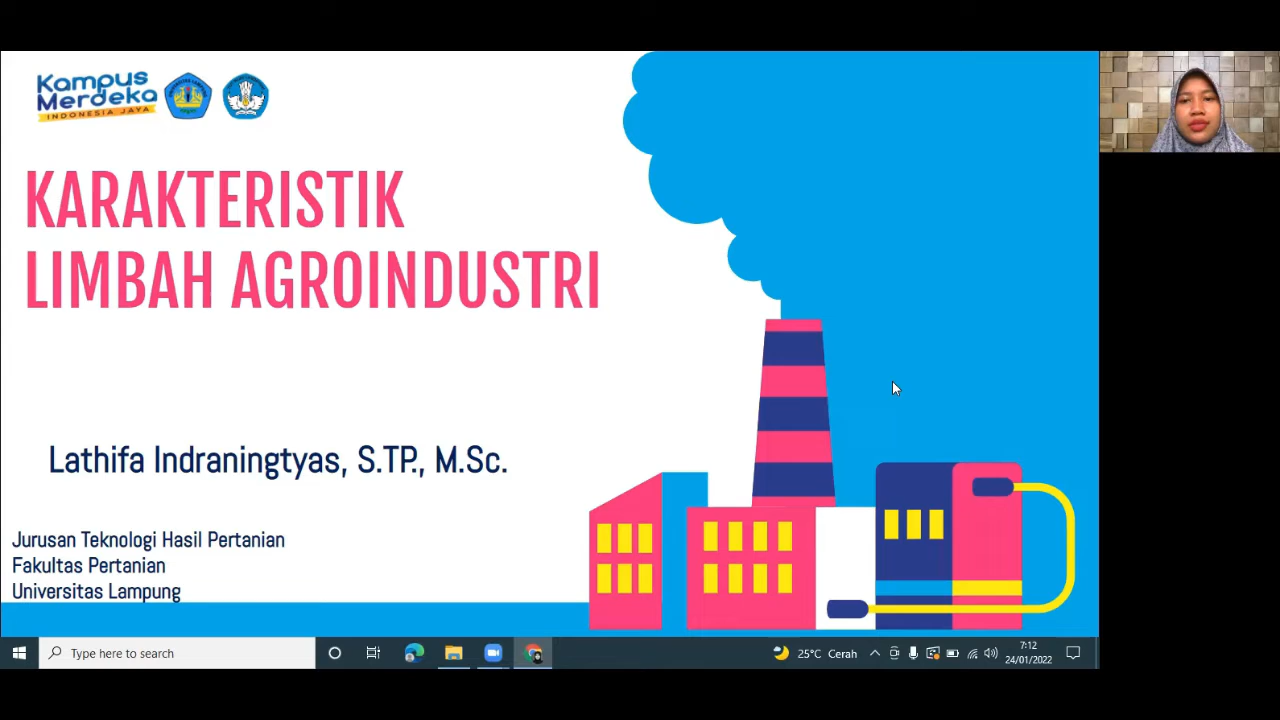 Kampus
Merdeka
INDONESIA JAYA
KARAKTERISTIK
LIMBAH AGROINDUSTRI
Lathifa Indraningtyas, S.TP., M.Sc.
Jurusan Teknologi Hasil Pertanian
Fakultas Pertanian
Universitas Lampung
Type here to search
25°C Cerah
7:12
24/01/2022